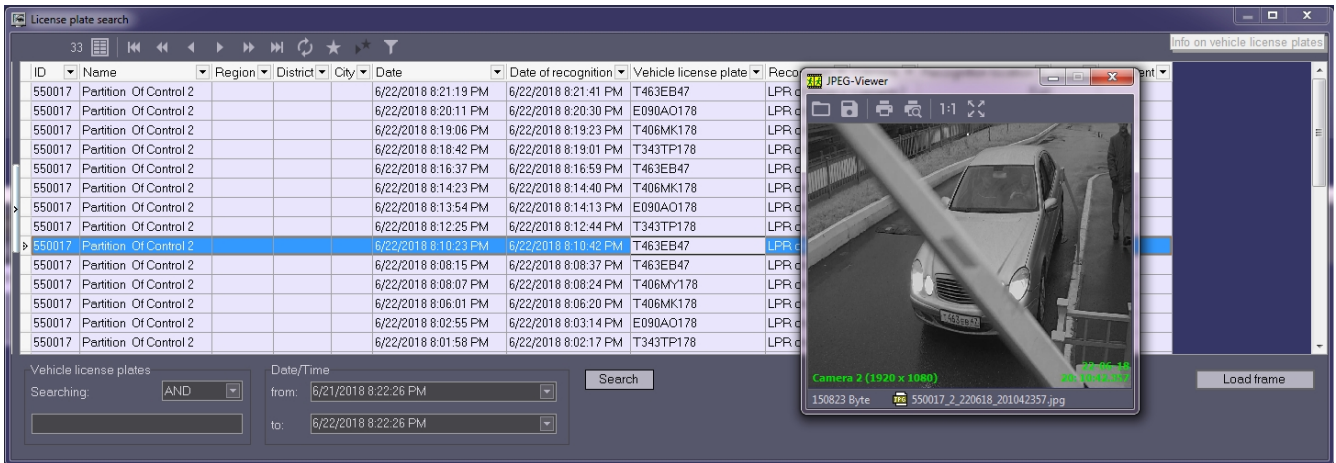 License plate search
33
Info on vehicle license plates
ID Name Region District City Date Date of recognition Vehicle license plate
550017 Partition Of Control 2 6/22/2018 8:21:19 PM 6/22/2018 8:21:41 PM T463EB47 LPR
550017 Partition Of Control 2 6/22/2018 8:20:11 PM 6/22/2018 8:20:30 PM E090AO178 LPR
550017 Partition Of Control 2 6/22/2018 8:19:06 PM 6/22/2018 8:19:23 PM T406MK178 LPR
550017 Partition Of Control 2 6/22/2018 8:18:42 PM 6/22/2018 8:19:01 PM T343TP178 LPR
550017 Partition Of Control 2 6/22/2018 8:16:37 PM 6/22/2018 8:16:59 PM T463EB47 LPR
550017 Partition Of Control 2 6/22/2018 8:14:23 PM 6/22/2018 8:14:40 PM T406MK178 LPR
550017 Partition Of Control 2 6/22/2018 8:13:54 PM 6/22/2018 8:14:13 PM E090AO178 LPR
550017 Partition Of Control 2 6/22/2018 8:12:25 PM 6/22/2018 8:12:44 PM T343TP178 LPR
550017 Partition Of Control 2 6/22/2018 8:10:23 PM 6/22/2018 8:10:42 PM T463EB47 LPR
550017 Partition Of Control 2 6/22/2018 8:08:15 PM 6/22/2018 8:08:37 PM T463EB47 LPR
550017 Partition Of Control 2 6/22/2018 8:08:07 PM 6/22/2018 8:08:24 PM T406MY178 LPR
550017 Partition Of Control 2 6/22/2018 8:06:01 PM 6/22/2018 8:06:20 PM T406MK178 LPR
550017 Partition Of Control 2 6/22/2018 8:02:55 PM 6/22/2018 8:03:14 PM E090AO178 LPR
550017 Partition Of Control 2 6/22/2018 8:01:58 PM 6/22/2018 8:02:17 PM T343TP178 LPR
JPEG-Viewer
1:1
Camera 2 (1920 x 1080)
22-06-18
150823 Byte 550017_2_220618_201042357.jpg
Vehicle license plates
Searching: AND
Date/Time
from: 6/21/2018 8:22:26 PM
to: 6/22/2018 8:22:26 PM
Search
Load frame